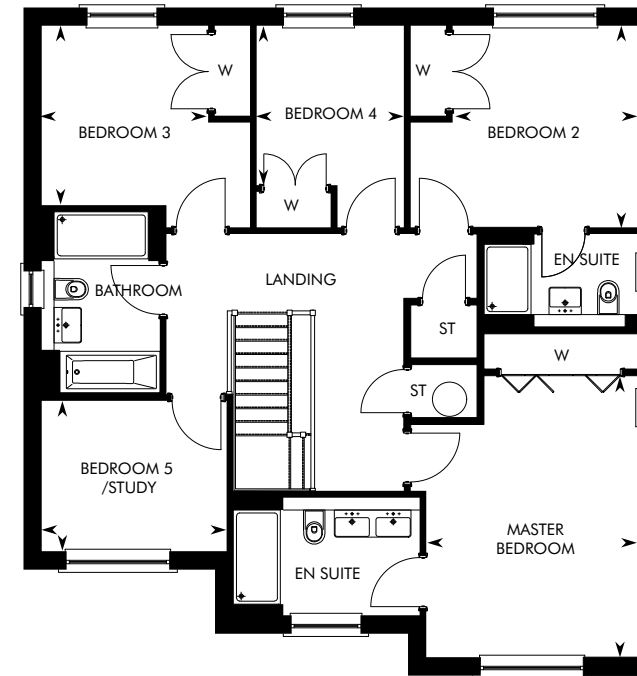 W
W
BEDROOM 4
BEDROOM 3
BEDROOM 2
W
EN SUITE
LANDING
BATHROOM
ST
W
ST
BEDROOM 5
/STUDY
MASTER
BEDROOM
EN SUITE